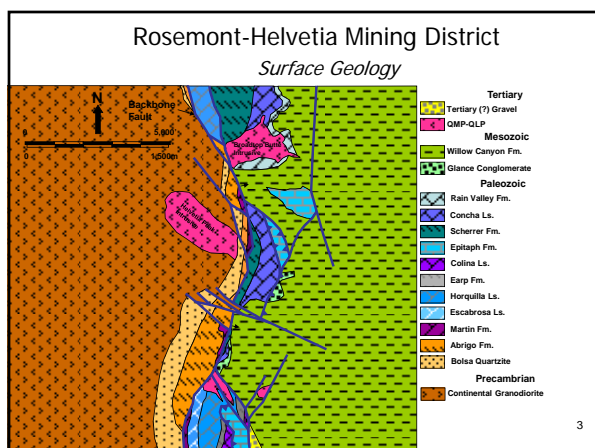 Rosemont-Helvetia Mining District
Surface Geology
N
Backbone
Fault
0
5,000
1,500m
Broadtop Butte
Intrusive
Tertiary
Tertiary (?) Gravel
QMP-QLP
Mesozoic
Willow Canyon Fm.
Glance Conglomerate
Paleozoic
Rain Valley Fm.
Concha Ls.
Scherrer Fm.
Epitaph Fm.
Colina Ls.
Earp Fm.
Horquilla Ls.
Escabrosa Ls.
Martin Fm.
Abrigo Fm.
Bolsa Quartzite
Precambrian
Continental Granodiorite
3